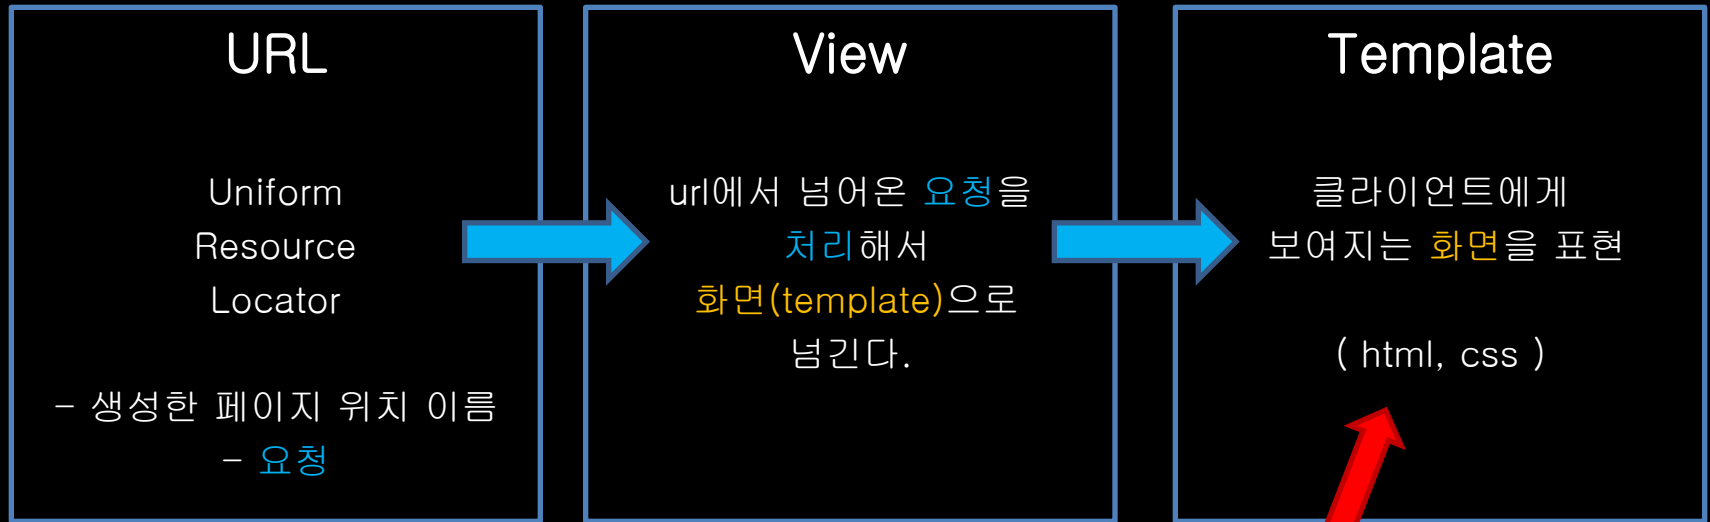 URL
Uniform
Resource
Locator
- 생성한 페이지 위치 이름
- 요청
View
url에서 넘어온 요청을
처리해서
화면(template)으로
넘긴다.
Template
클라이언트에게
보여지는 화면을 표현
( html, css )